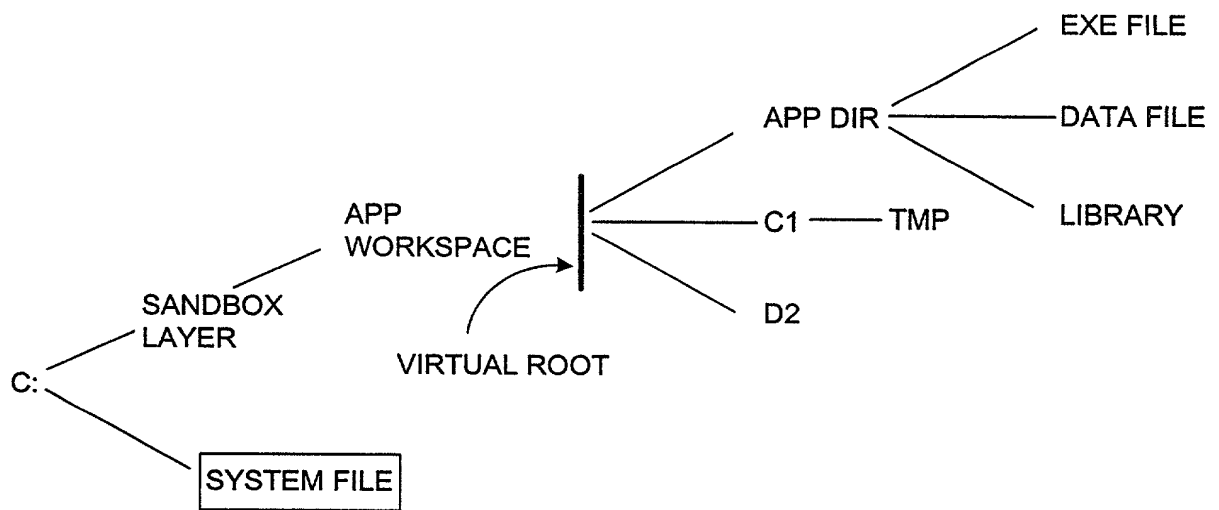 EXE FILE
APP DIR
DATA FILE
APP
WORKSPACE
C1
TMP
LIBRARY
SANDBOX
LAYER
D2
VIRTUAL ROOT
C:
SYSTEM FILE